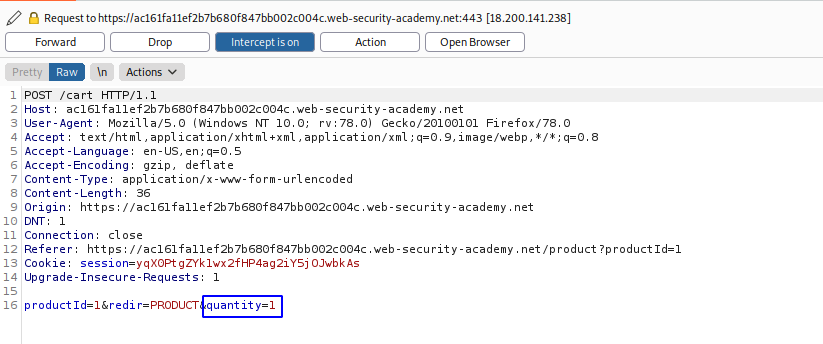 Request to https://ac161fa11ef2b7b680f847bb002c004c.web-security-academy.net:443 [18.200.141.238]
Forward Drop Intercept is on Action Open Browser
Pretty Raw \n Actions
1 POST /cart HTTP/1.1
2 Host: ac161fa11ef2b7b680f847bb002c004c.web-security-academy.net
3 User-Agent: Mozilla/5.0 (Windows NT 10.0; rv:78.0) Gecko/20100101 Firefox/78.0
4 Accept: text/html,application/xhtml+xml,application/xml;q=0.9,image/webp,*/*;q=0.8
5 Accept-Language: en-US,en;q=0.5
6 Accept-Encoding: gzip, deflate
7 Content-Type: application/x-www-form-urlencoded
8 Content-Length: 36
9 Origin: https://ac161fa11ef2b7b680f847bb002c004c.web-security-academy.net
10 DNT: 1
11 Connection: close
12 Referer: https://ac161fa11ef2b7b680f847bb002c004c.web-security-academy.net/product?productId=1
13 Cookie: session=yqX0PtgZYk1wx2fHP4ag2iY5jOJwbkAs
14 Upgrade-Insecure-Requests: 1
15
16 productId=1&redir=PRODUCT&quantity=1